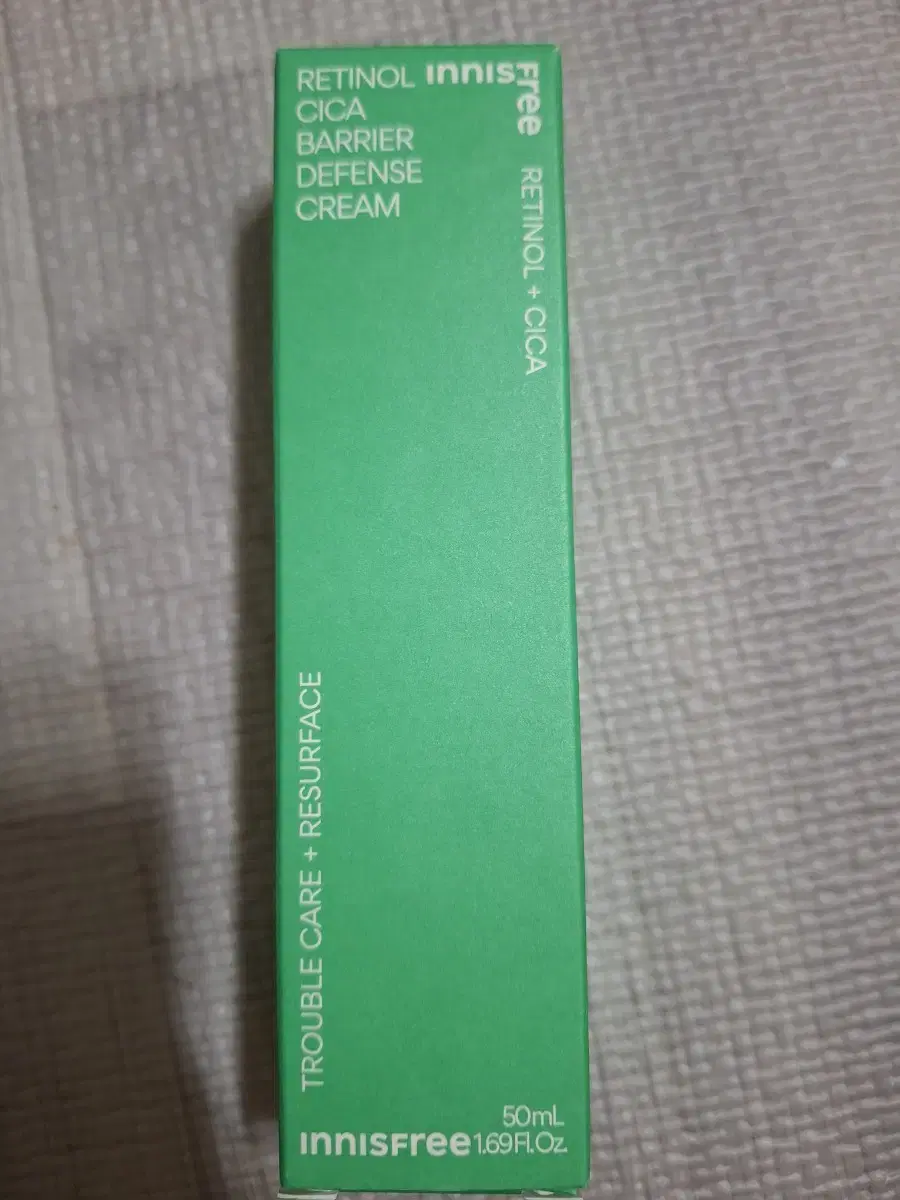 RETINOL
CICA
BARRIER
DEFENSE
CREAM
INNISFree
RETINOL + CICA
TROUBLE CARE + RESURFACE
50mL
INNISFree 1.69Fl.Oz.